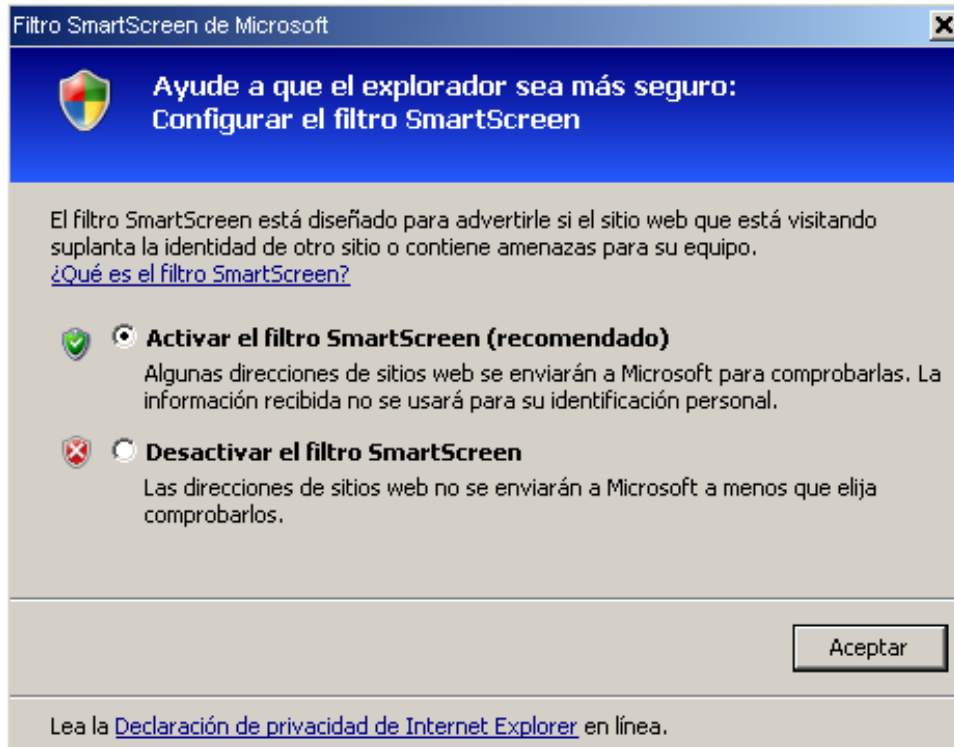 Filtro SmartScreen de Microsoft
Ayude a que el explorador sea más seguro:
Configurar el filtro SmartScreen
El filtro SmartScreen está diseñado para advertirle si el sitio web que está visitando
suplanta la identidad de otro sitio o contiene amenazas para su equipo.
¿Qué es el filtro SmartScreen?
Activar el filtro SmartScreen (recomendado)
Algunas direcciones de sitios web se enviarán a Microsoft para comprobarlas. La
información recibida no se usará para su identificación personal.
Desactivar el filtro SmartScreen
Las direcciones de sitios web no se enviarán a Microsoft a menos que elija
comprobarlos.
Aceptar
Lea la Declaración de privacidad de Internet Explorer en línea.